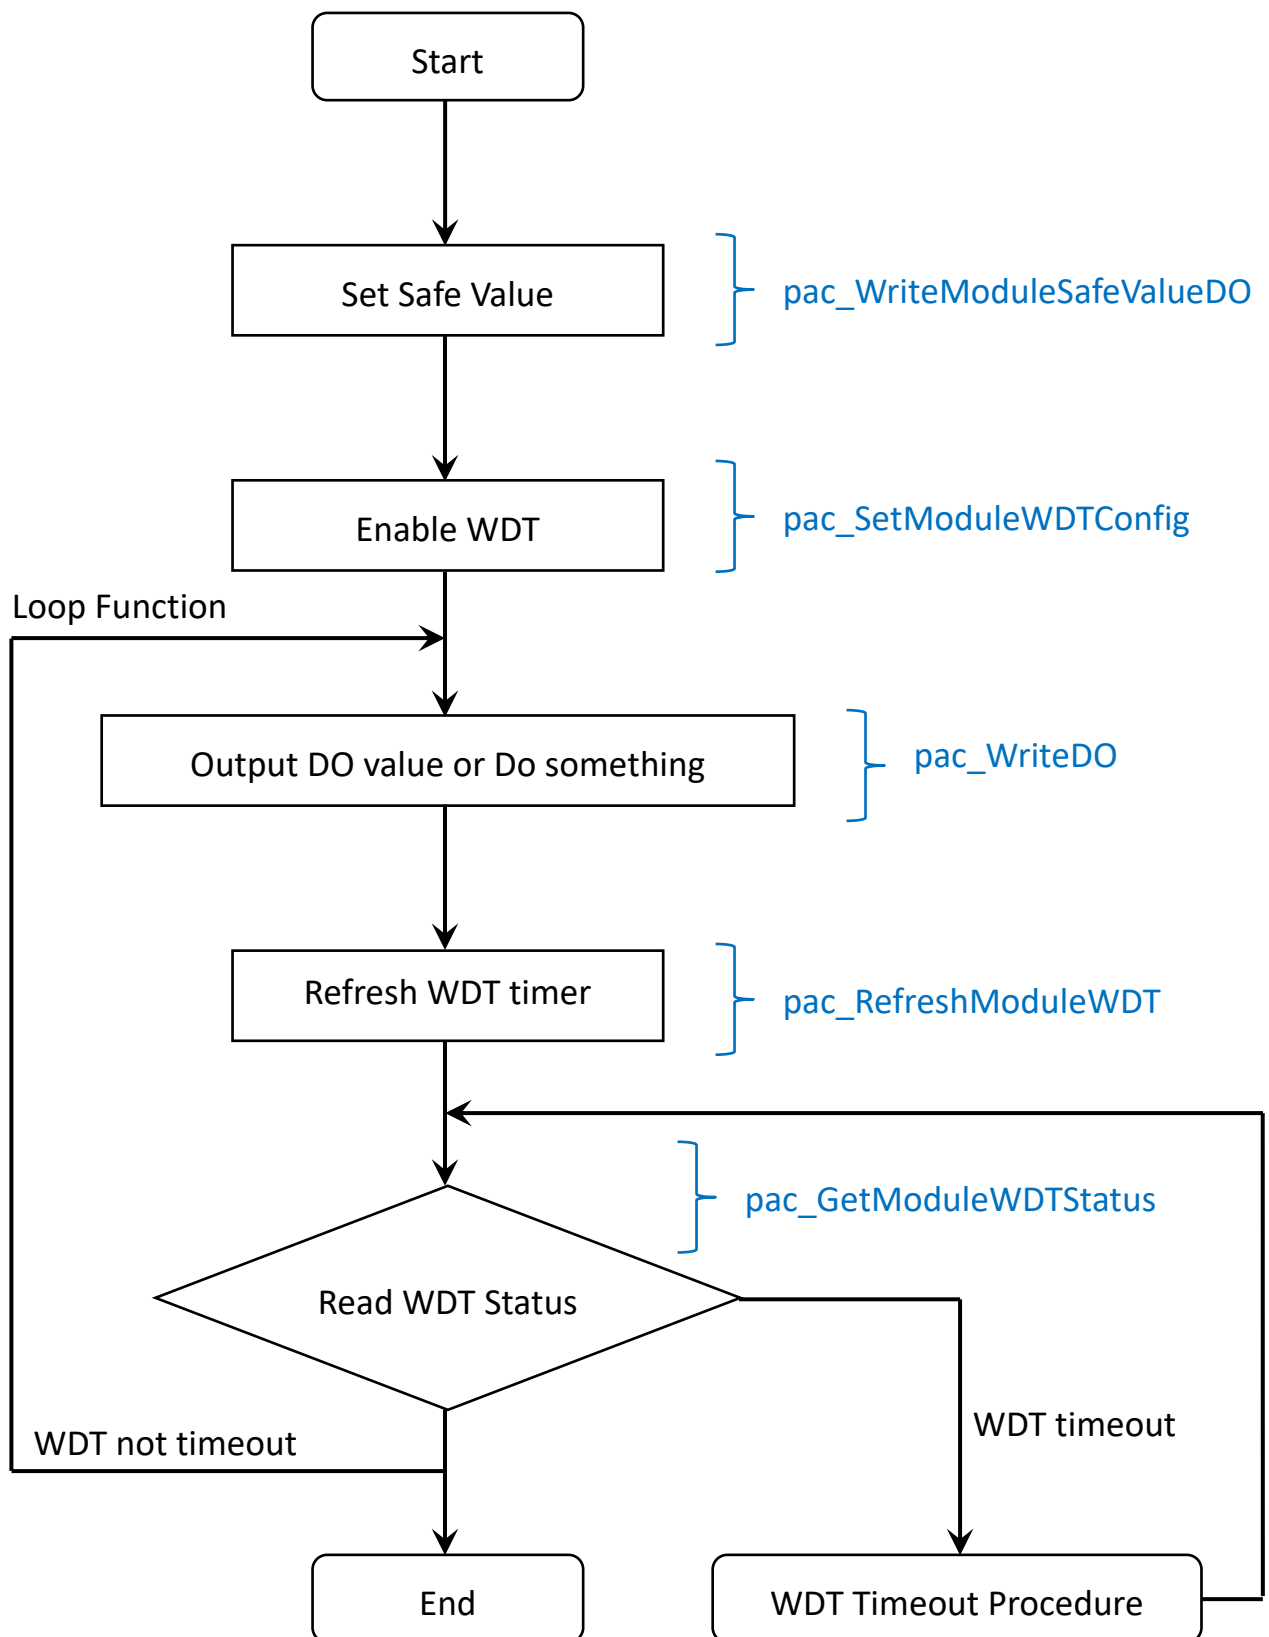 Start
Set Safe Value
pac_WriteModuleSafeValueDO
Enable WDT
pac_SetModuleWDTConfig
Loop Function
Output DO value or Do something
pac_WriteDO
Refresh WDT timer
pac_RefreshModuleWDT
pac_GetModuleWDTStatus
Read WDT Status
WDT timeout
WDT not timeout
End
WDT Timeout Procedure